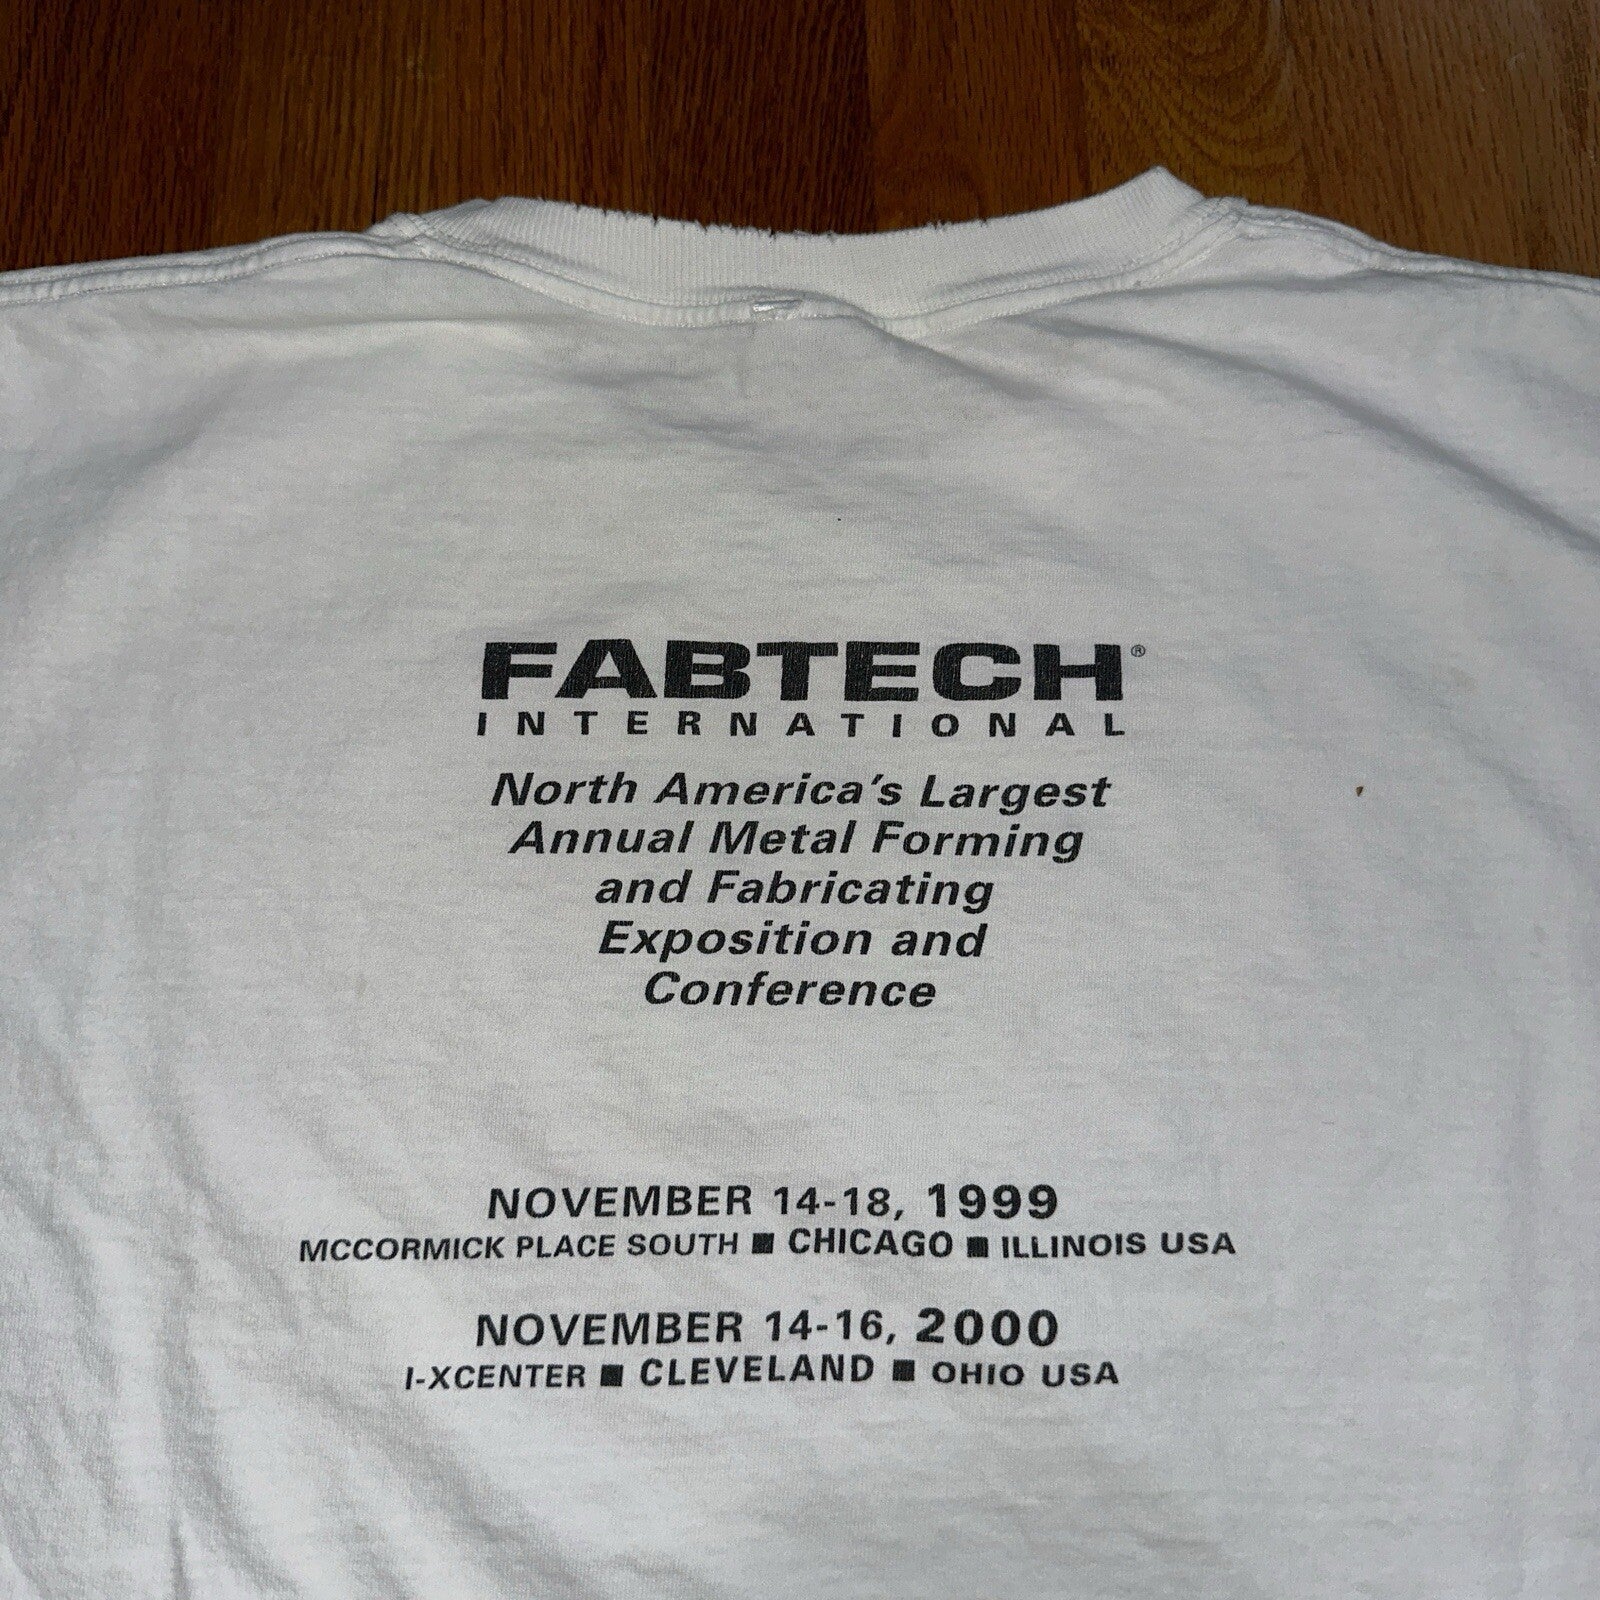 FABTECH®
INTERNATIONAL
North America's Largest
Annual Metal Forming
and Fabricating
Exposition and
Conference
NOVEMBER 14-18, 1999
MCCORMICK PLACE SOUTH ■ CHICAGO ■ ILLINOIS USA
NOVEMBER 14-16, 2000
I-XCENTER ■ CLEVELAND ■ OHIO USA